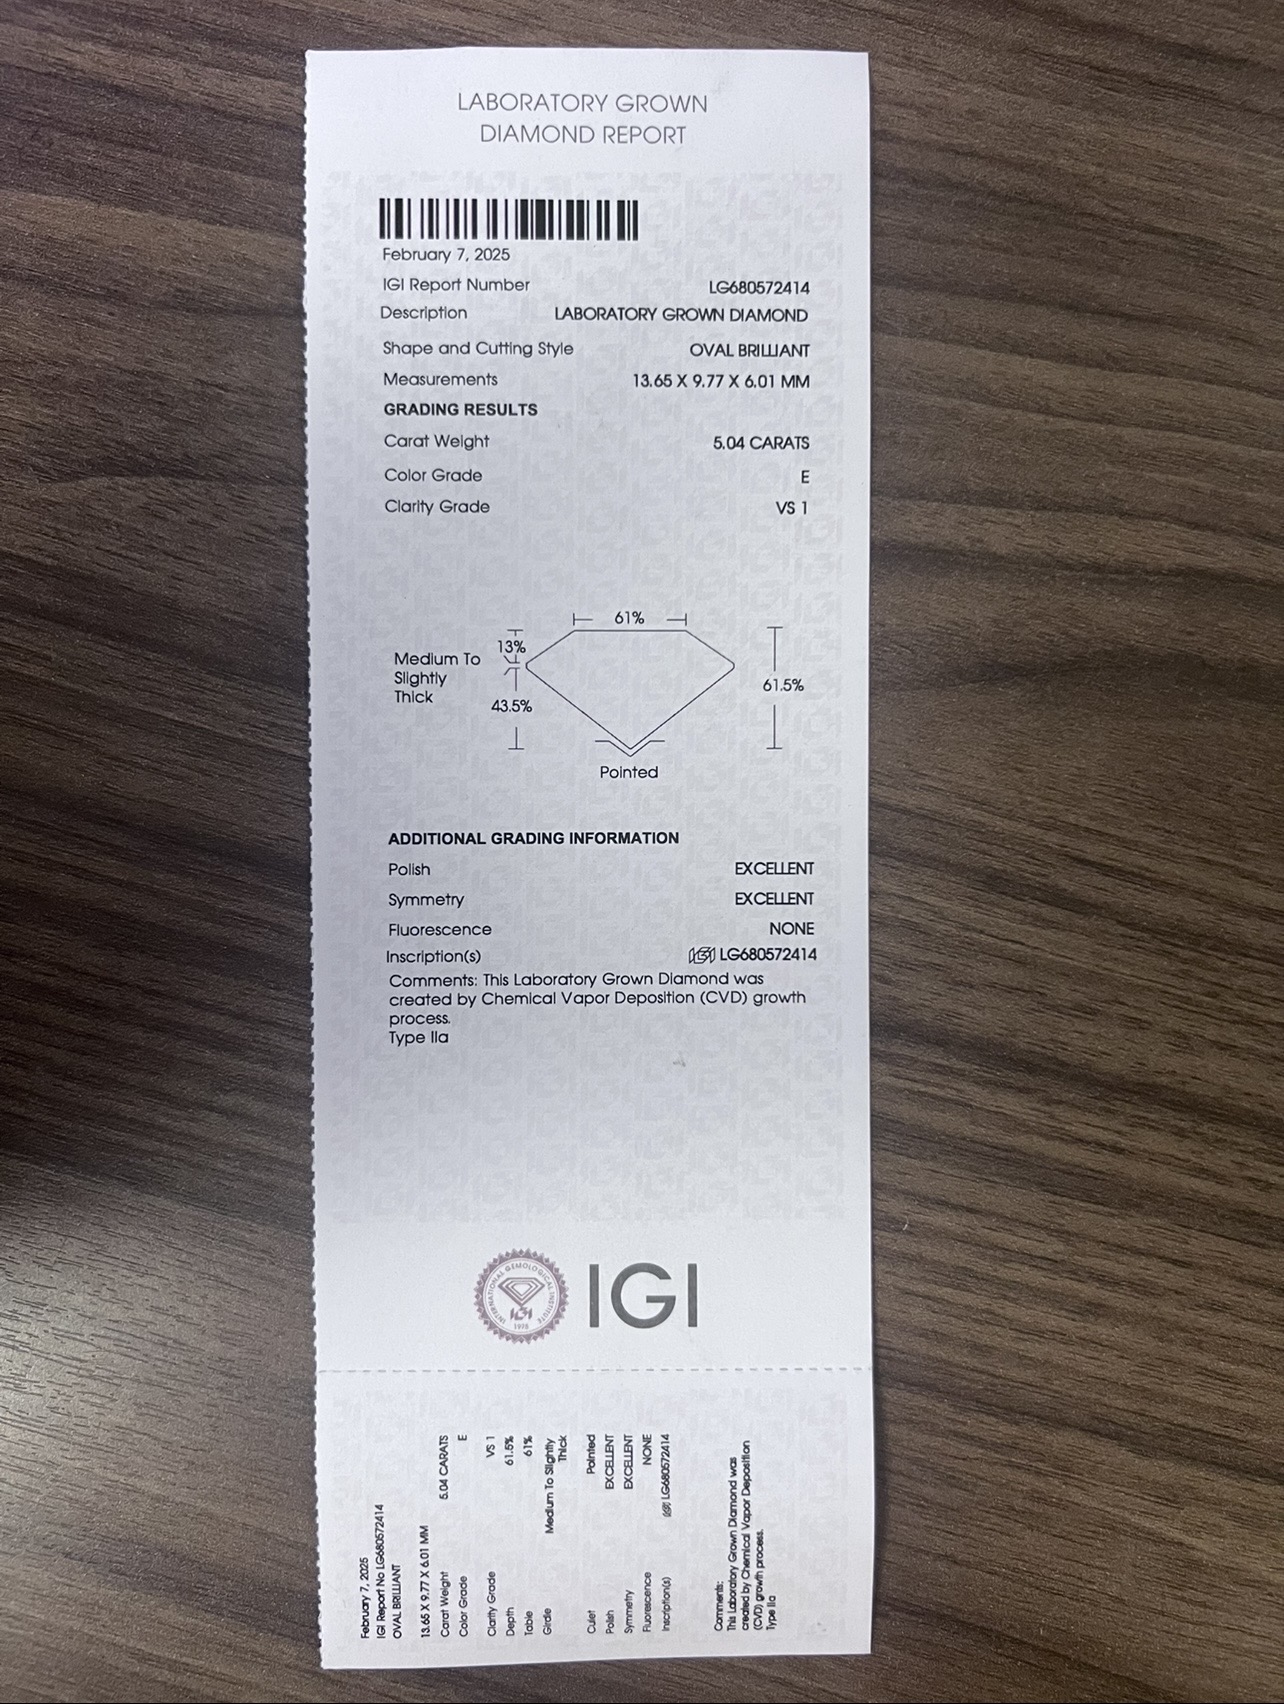 LABORATORY GROWN
DIAMOND REPORT
February 7, 2025
IGI Report Number LG680572414
Description LABORATORY GROWN DIAMOND
Shape and Cutting Style OVAL BRILLIANT
Measurements 13.65 X 9.77 X 6.01 MM
GRADING RESULTS
Carat Weight 5.04 CARATS
Color Grade E
Clarity Grade VS 1
61%
13%
Medium To
Slightly
Thick
43.5%
61.5%
Pointed
ADDITIONAL GRADING INFORMATION
Polish EXCELLENT
Symmetry EXCELLENT
Fluorescence NONE
Inscription(s) IGI LG680572414
Comments: This Laboratory Grown Diamond was
created by Chemical Vapor Deposition (CVD) growth
process.
Type IIa
INTERNATIONAL GEMOLOGICAL INSTITUTE
IGI
1975
IGI
February 7, 2025
IGI Report No LG680572414
OVAL BRILLIANT
13.65 X 9.77 X 6.01 MM
Carat Weight 5.04 CARATS
Color Grade E
Clarity Grade VS 1
Depth 61.5%
Table 61%
Girdle Medium To Slightly
Thick
Culet Pointed
Polish EXCELLENT
Symmetry EXCELLENT
Fluorescence NONE
Inscription(s) IGI LG680572414
Comments:
This Laboratory Grown Diamond was
created by Chemical Vapor Deposition
(CVD) growth process.
Type IIa